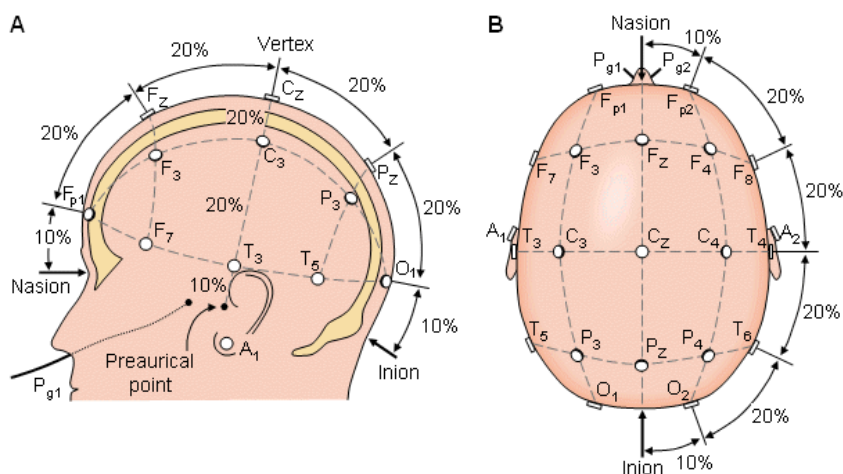 A
20%
Vertex
20%
FZ
CZ
20%
20%
20%
Fp1
F3
C3
PZ
P3
20%
20%
10%
F7
T3
T5
O1
Nasion
10%
10%
A1
Preaurical
point
Inion
Pg1
B
Nasion
10%
Pg1
Pg2
Fp1
Fp2
20%
F7
F3
FZ
F4
F8
20%
A1
T3
C3
CZ
C4
T4
A2
20%
T5
P3
PZ
P4
T6
O1
O2
20%
10%
Inion